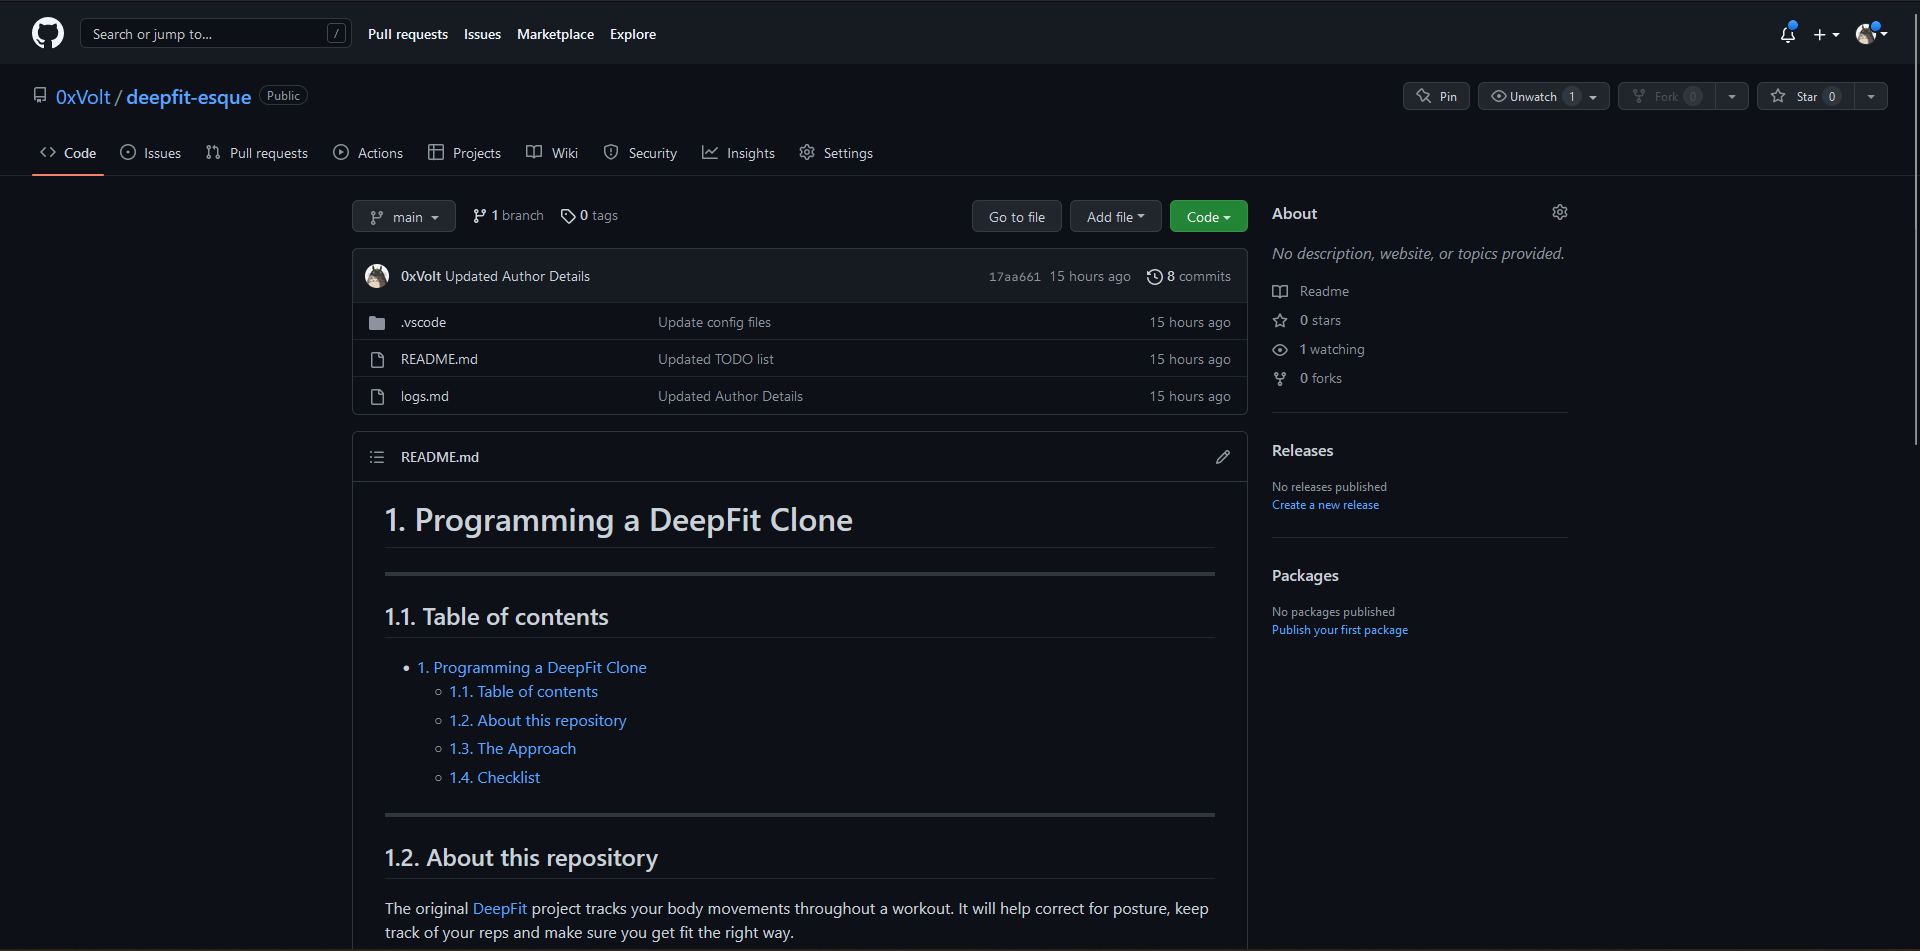 Search or jump to... /
Pull requests Issues Marketplace Explore
0xVolt / deepfit-esque Public
Pin Unwatch 1 Fork 0 Star 0
Code Issues Pull requests Actions Projects Wiki Security Insights Settings
main 1 branch 0 tags Go to file Add file Code
0xVolt Updated Author Details 17aa661 15 hours ago 8 commits
.vscode Update config files 15 hours ago
README.md Updated TODO list 15 hours ago
logs.md Updated Author Details 15 hours ago
README.md
1. Programming a DeepFit Clone
1.1. Table of contents
1. Programming a DeepFit Clone
1.1. Table of contents
1.2. About this repository
1.3. The Approach
1.4. Checklist
1.2. About this repository
The original DeepFit project tracks your body movements throughout a workout. It will help correct for posture, keep
track of your reps and make sure you get fit the right way.
About
No description, website, or topics provided.
Readme
0 stars
1 watching
0 forks
Releases
No releases published
Create a new release
Packages
No packages published
Publish your first package